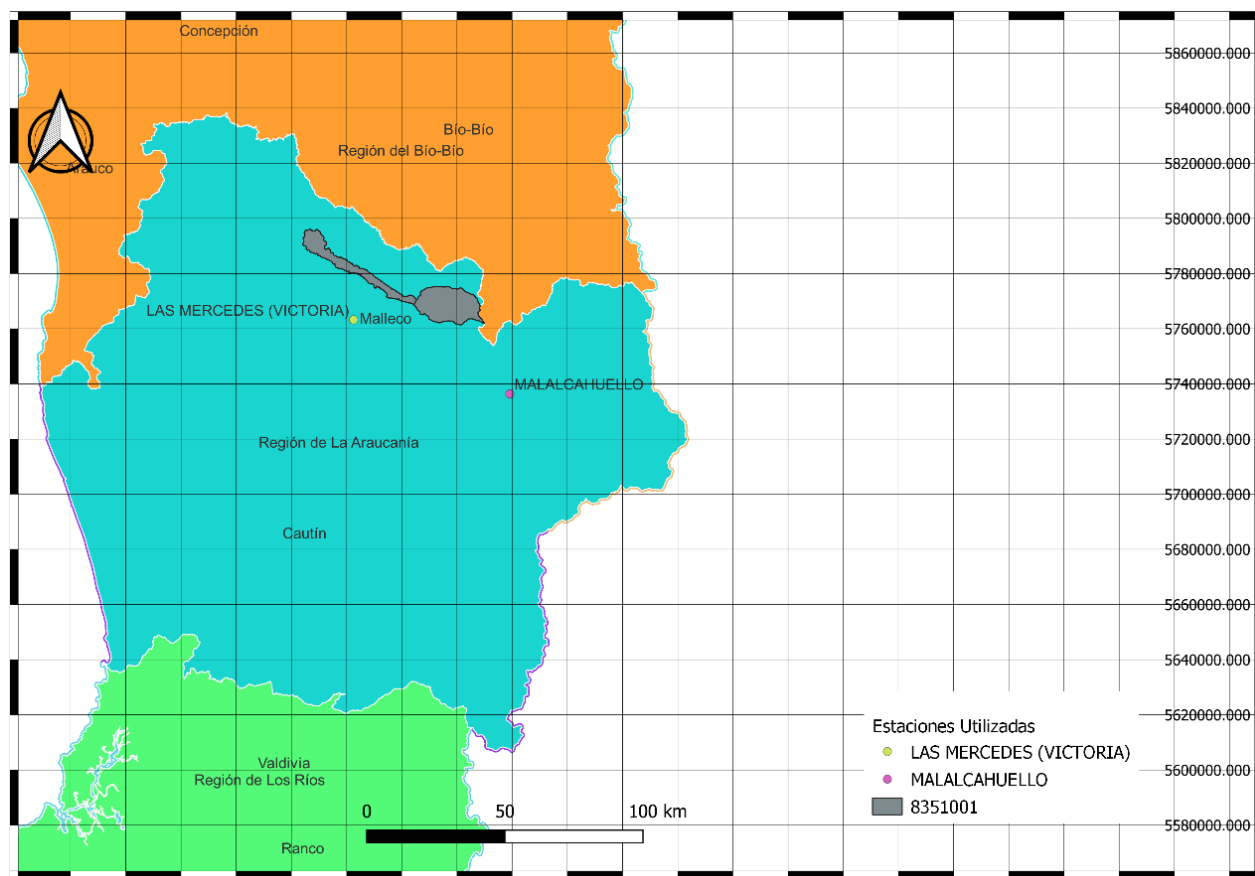 Concepción
5860000.000
5840000.000
Bío-Bío
Región del Bío-Bío
5820000.000
Arauco
5800000.000
5780000.000
LAS MERCEDES (VICTORIA)
Malleco
5760000.000
MALALCAHUELLO
5740000.000
Región de La Araucanía
5720000.000
5700000.000
Cautín
5680000.000
5660000.000
5640000.000
5620000.000
Estaciones Utilizadas
LAS MERCEDES (VICTORIA)
MALALCAHUELLO
8351001
Valdivia
Región de Los Ríos
5600000.000
0 50 100 km
5580000.000
Ranco